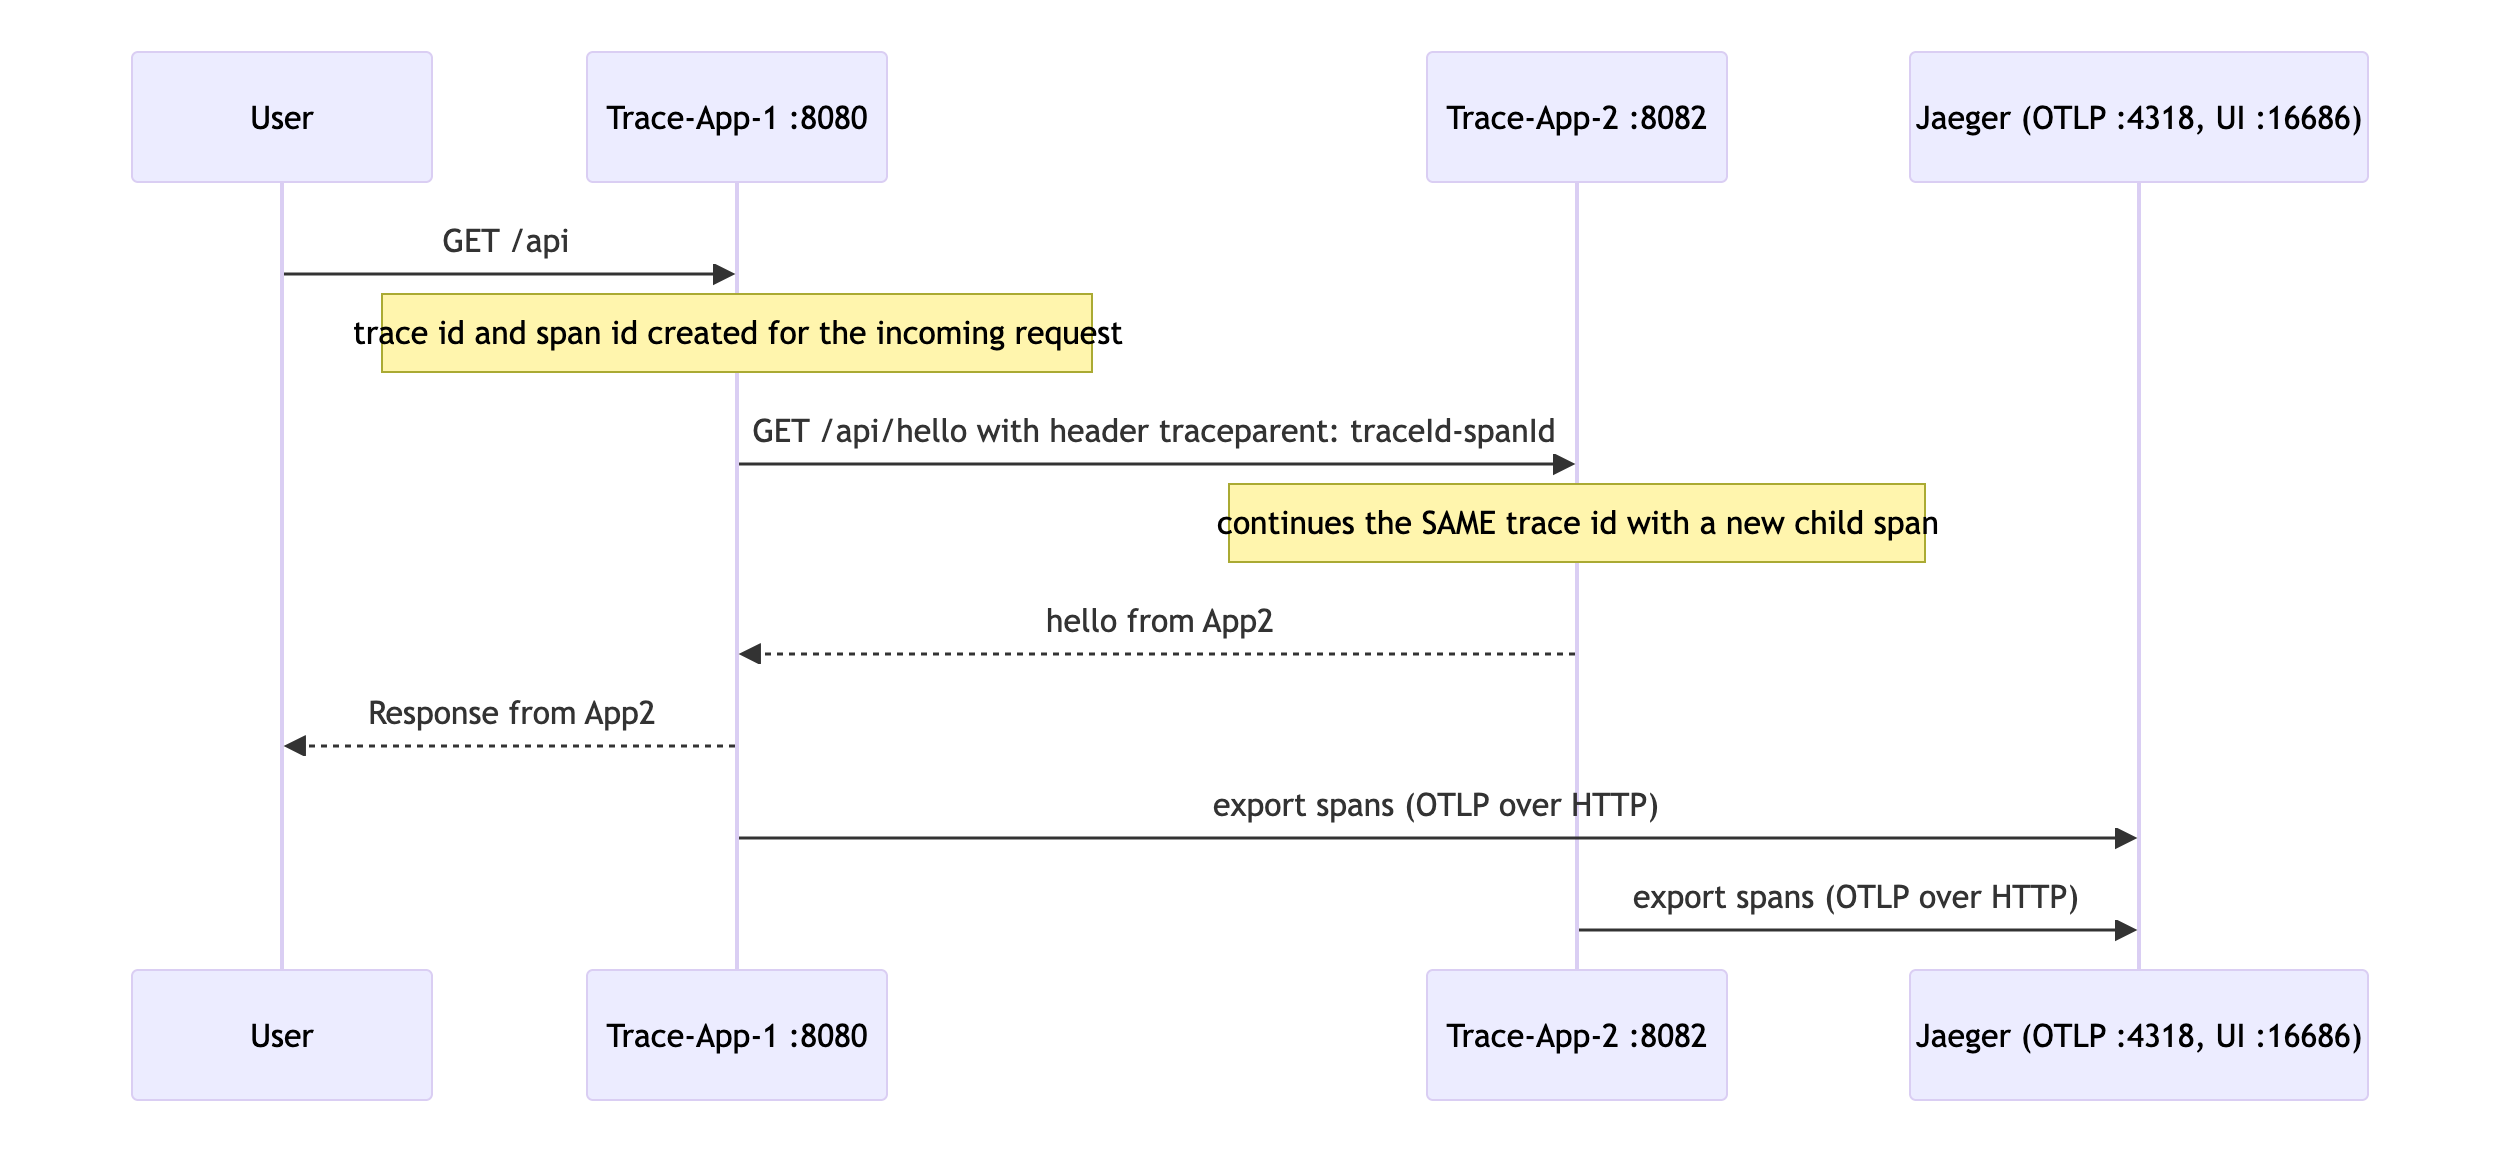 User
Trace-App-1 :8080
Trace-App-2 :8082
Jaeger (OTLP :4318, UI :16686)
GET /api
trace id and span id created for the incoming request
GET /api/hello with header traceparent: traceId-spanId
continues the SAME trace id with a new child span
hello from App2
Response from App2
export spans (OTLP over HTTP)
export spans (OTLP over HTTP)
User
Trace-App-1 :8080
Trace-App-2 :8082
Jaeger (OTLP :4318, UI :16686)